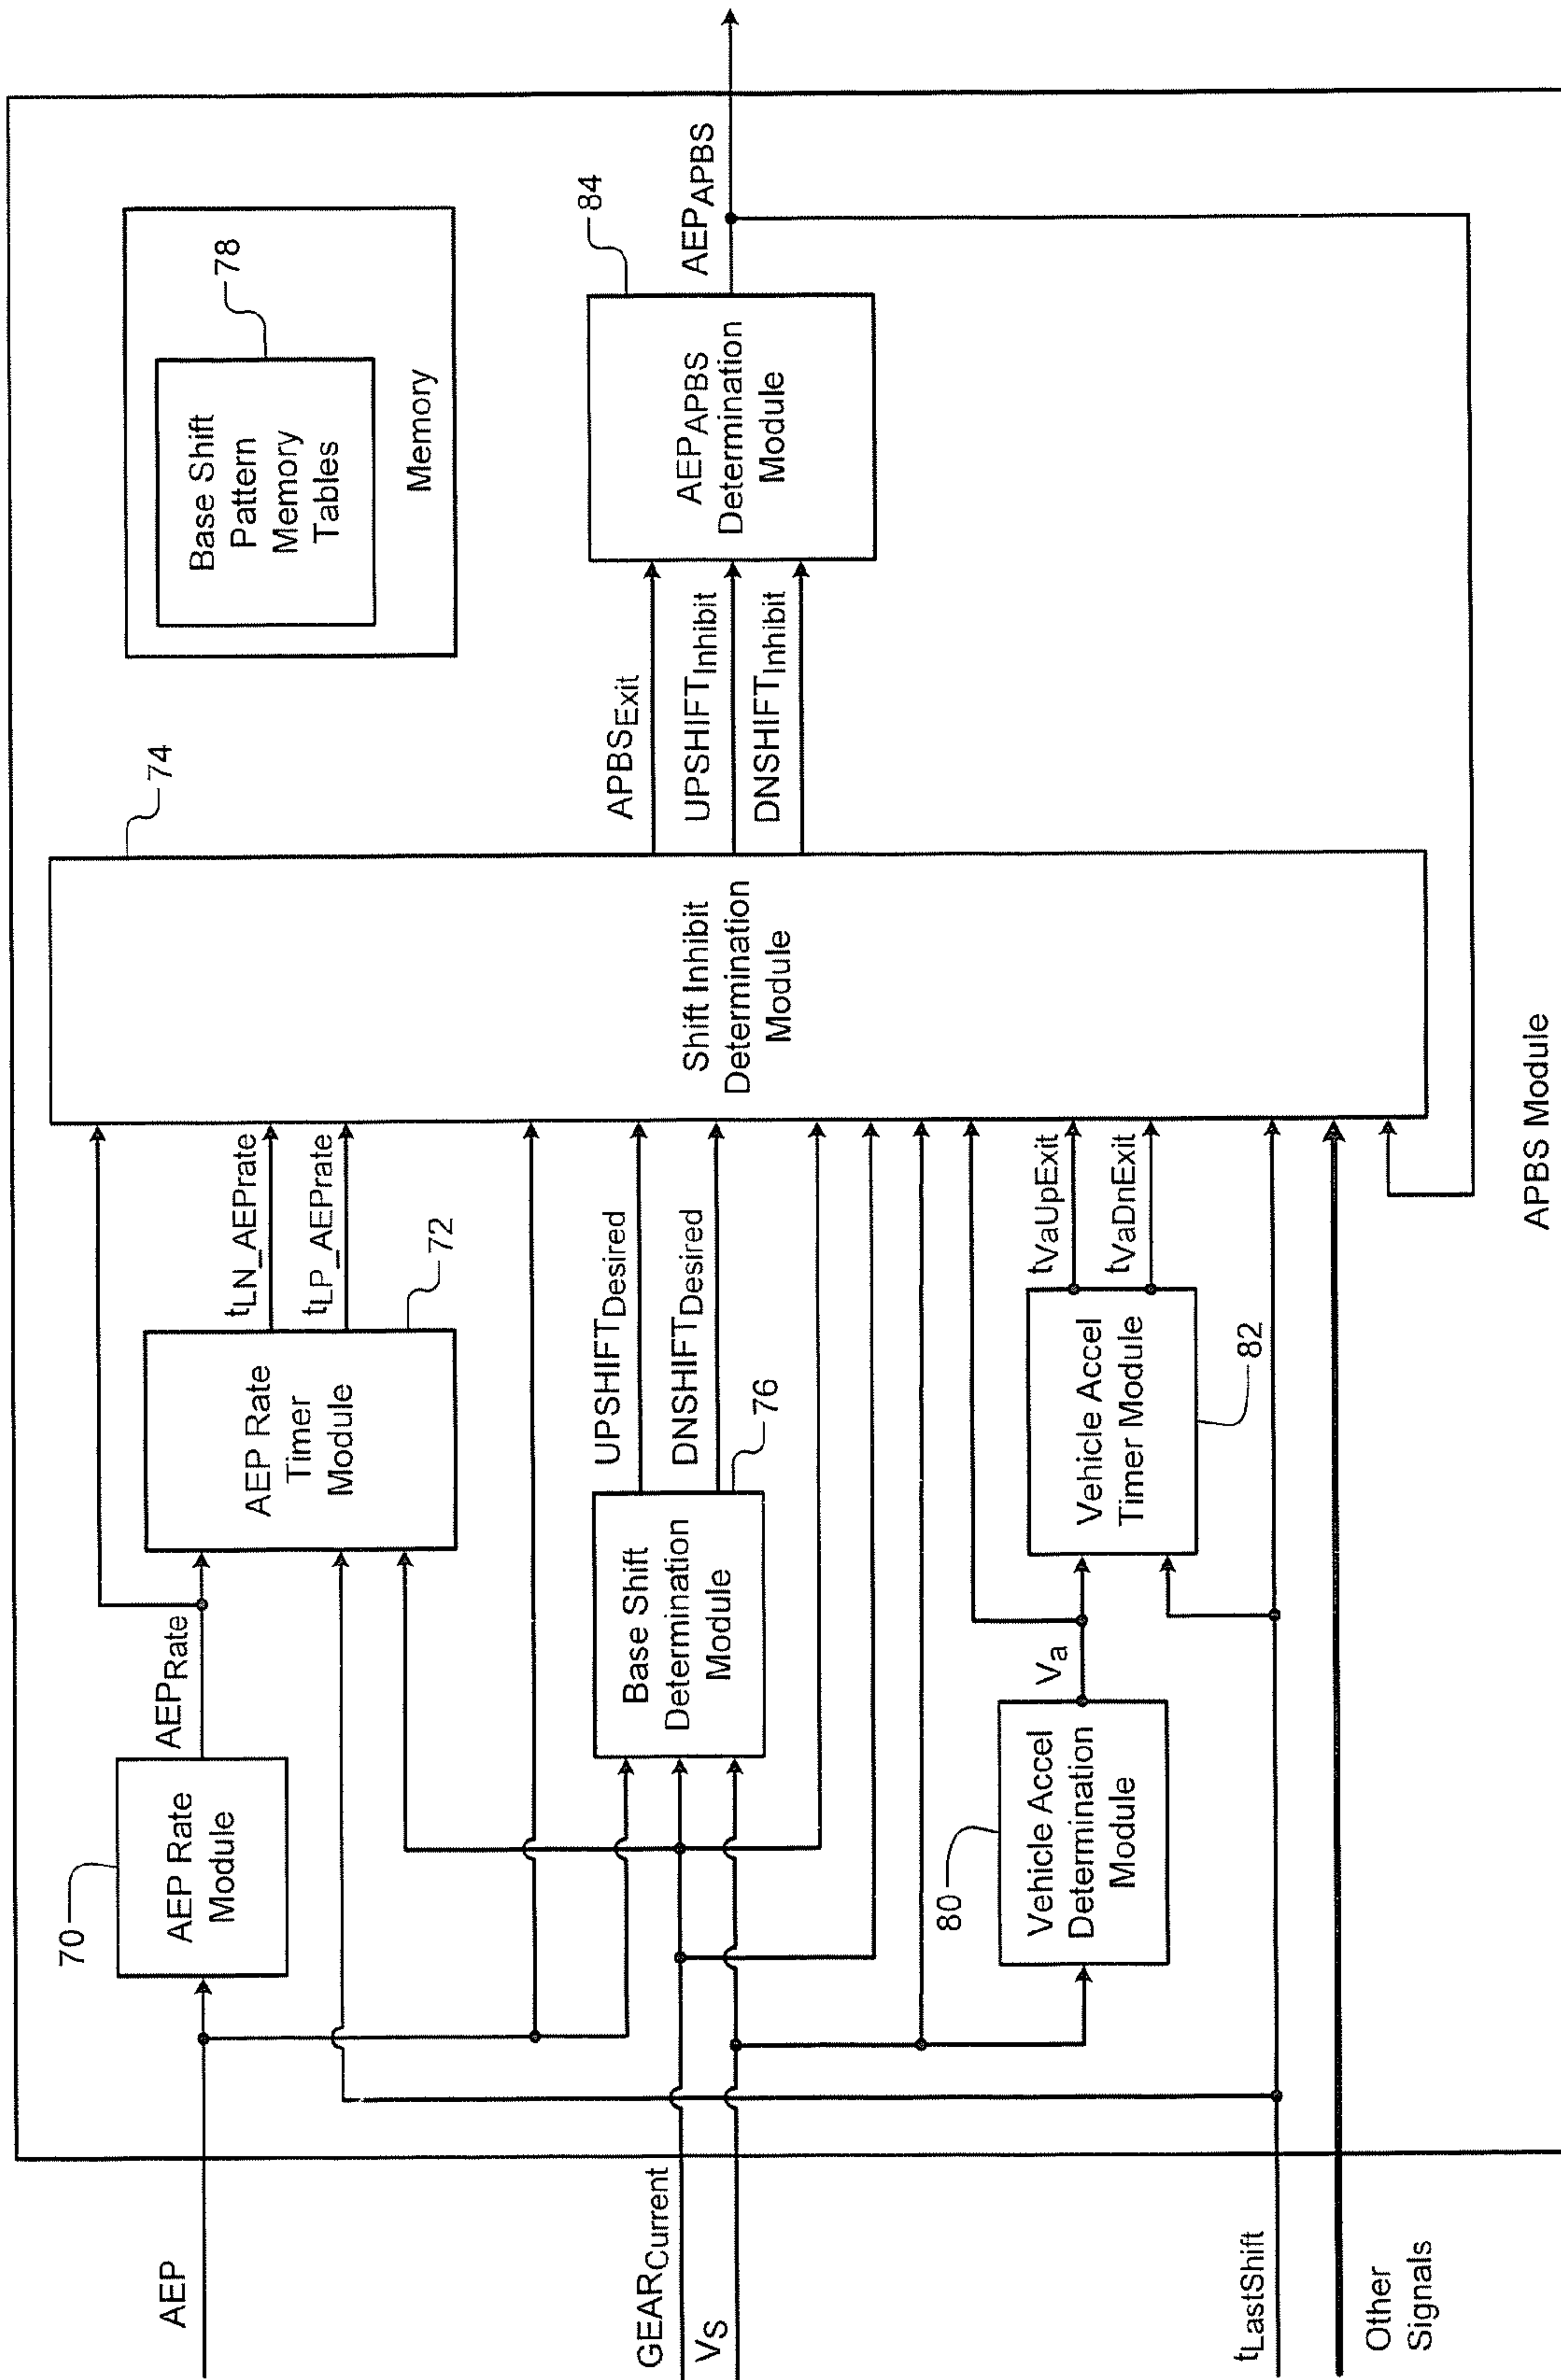 AEP
GEARCurrent
VS
tLastShift
Other
Signals
70
AEP Rate
Module
AEPRate
AEP Rate
Timer
Module
72
tLN_AEPrate
tLP_AEPrate
Base Shift
Determination
Module
76
UPSHIFTDesired
DNSHIFTDesired
80
Vehicle Accel
Determination
Module
Va
Vehicle Accel
Timer Module
82
tVaUpExit
tVaDnExit
74
Shift Inhibit
Determination
Module
APBSExit
UPSHIFTInhibit
DNSHIFTInhibit
Base Shift
Pattern
Memory
Tables
78
Memory
AEPAPBS
Determination
Module
84
AEPAPBS
APBS Module